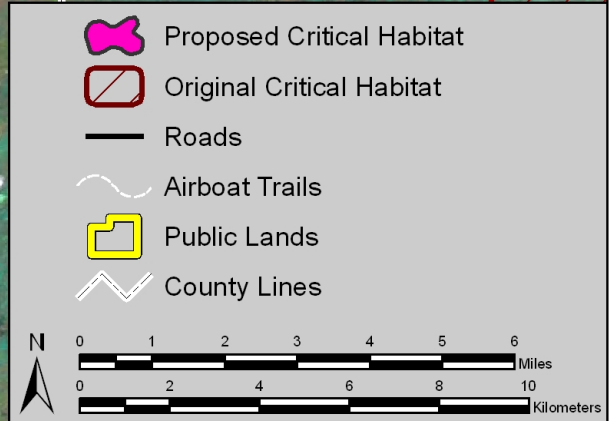 Proposed Critical Habitat
Original Critical Habitat
Roads
Airboat Trails
Public Lands
County Lines
N
0 1 2 3 4 5 6
Miles
0 2 4 6 8 10
Kilometers